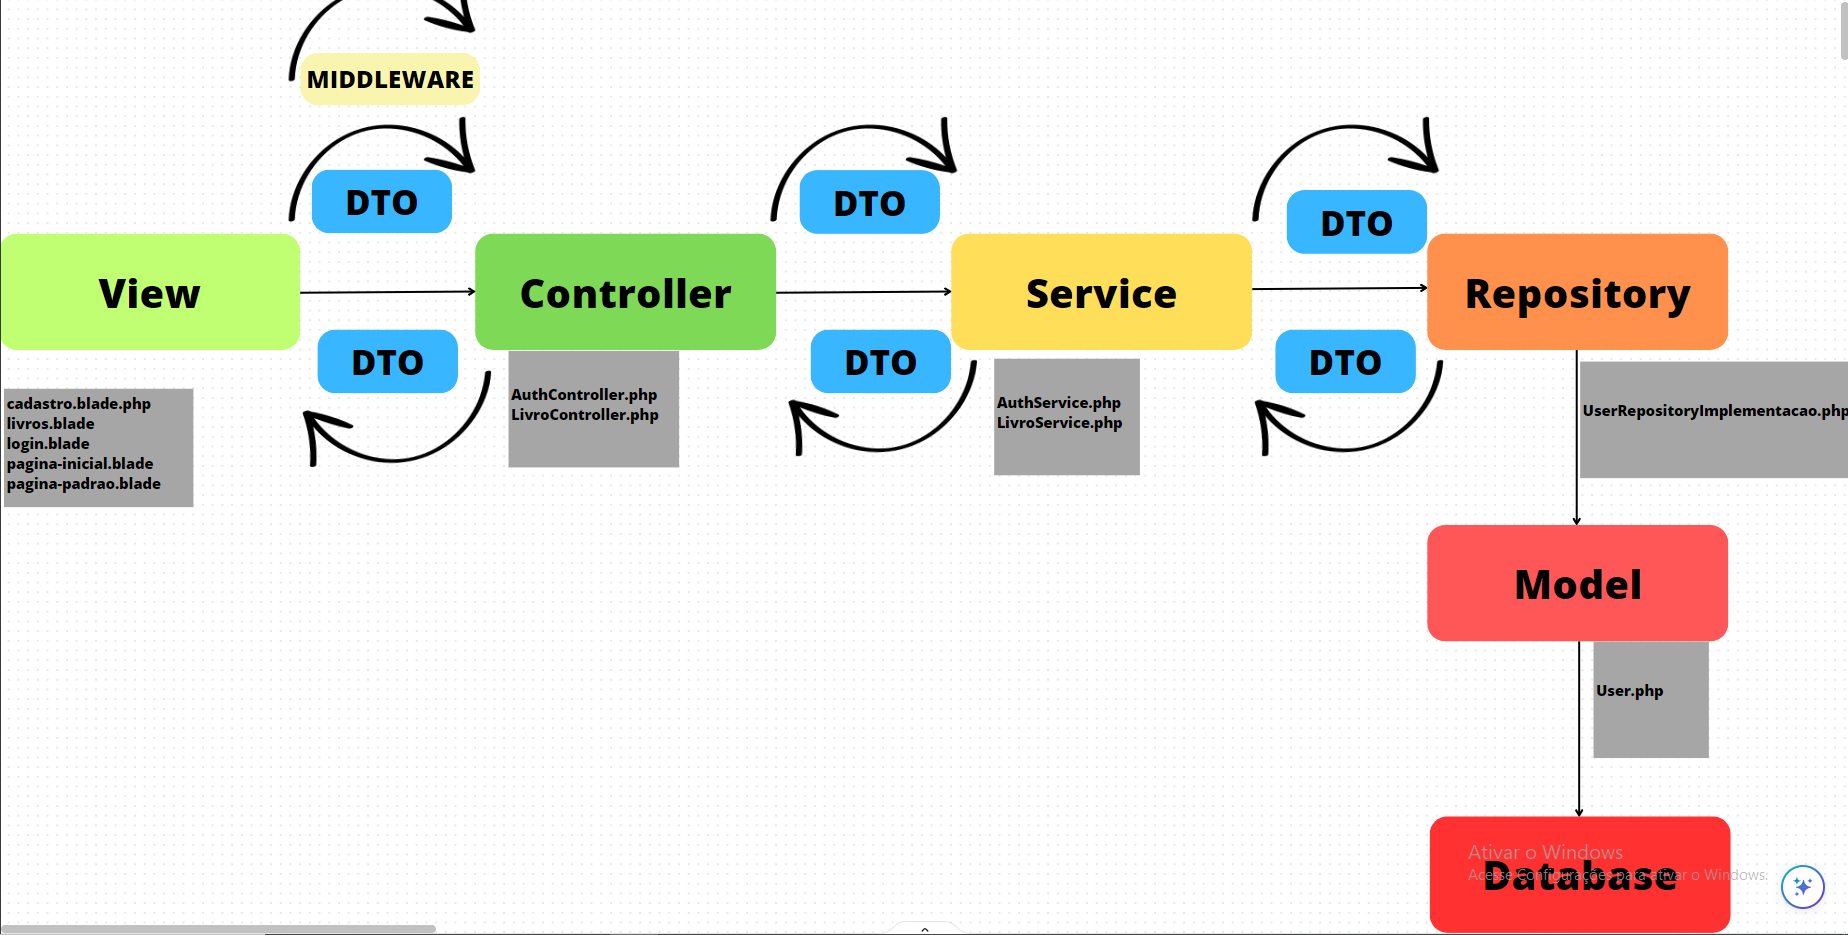 MIDDLEWARE
DTO
DTO
DTO
View
Controller
Service
Repository
DTO
DTO
DTO
cadastro.blade.php
livros.blade
login.blade
pagina-inicial.blade
pagina-padrao.blade
AuthController.php
LivroController.php
AuthService.php
LivroService.php
UserRepositoryImplementacao.php
Model
User.php
Database
Ativar o Windows
Acesse Configurações para ativar o Windows.